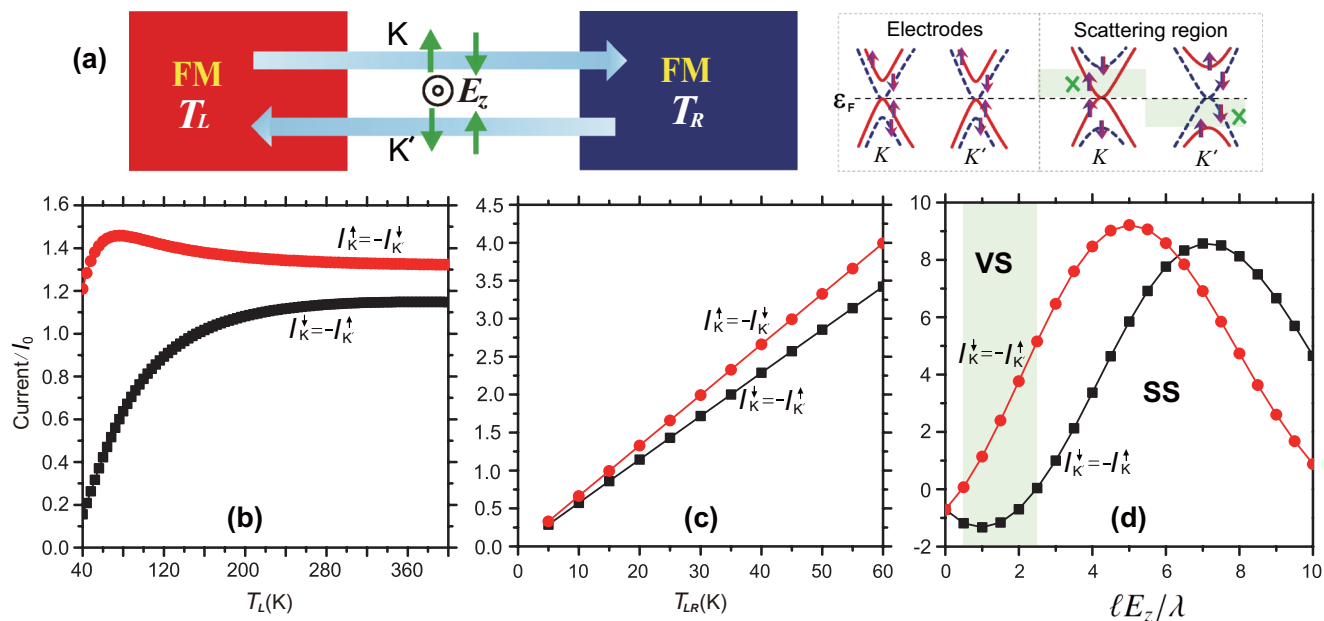 (a)
FM
T_L
K
E_z
K′
FM
T_R
Electrodes
Scattering region
ε_F
K
K′
K
K′
Current/I_0
1.6
1.4
1.2
1.0
0.8
0.6
0.4
0.2
0.0
I_K^↑=-I_K′^↓
I_K^↓=-I_K′^↑
(b)
40
120
200
280
360
T_L(K)
4.5
4.0
3.5
3.0
2.5
2.0
1.5
1.0
0.5
0.0
I_K^↑=-I_K′^↓
I_K^↓=-I_K′^↑
(c)
0
10
20
30
40
50
60
T_LR(K)
10
8
6
4
2
0
-2
VS
SS
I_K^↓=-I_K′^↑
I_K′^↓=-I_K^↑
(d)
0
2
4
6
8
10
ℓE_z/λ